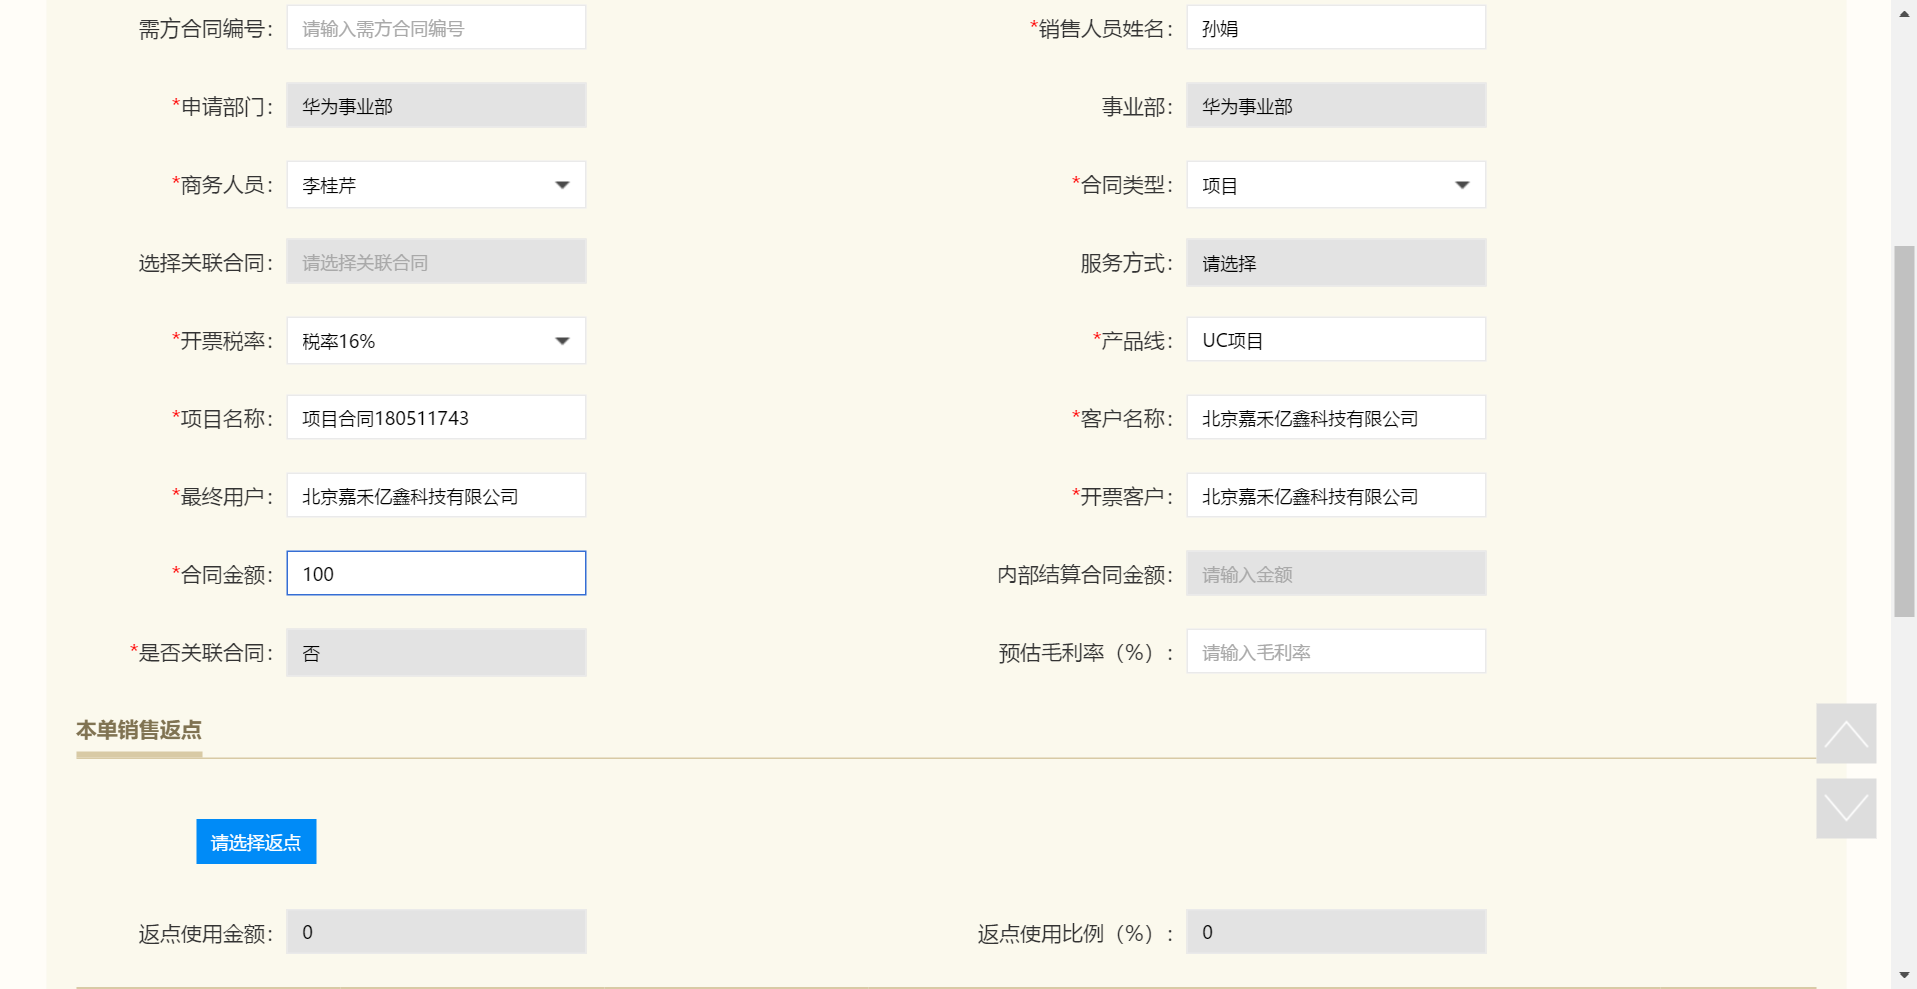 需方合同编号： 请输入需方合同编号 *销售人员姓名： 孙娟
*申请部门： 华为事业部 事业部： 华为事业部
*商务人员： 李桂芹 *合同类型： 项目
选择关联合同： 请选择关联合同 服务方式： 请选择
*开票税率： 税率16% *产品线： UC项目
*项目名称： 项目合同180511743 *客户名称： 北京嘉禾亿鑫科技有限公司
*最终用户： 北京嘉禾亿鑫科技有限公司 *开票客户： 北京嘉禾亿鑫科技有限公司
*合同金额： 100 内部结算合同金额： 请输入金额
*是否关联合同： 否 预估毛利率（%）： 请输入毛利率
本单销售返点
请选择返点
返点使用金额： 0 返点使用比例（%）： 0